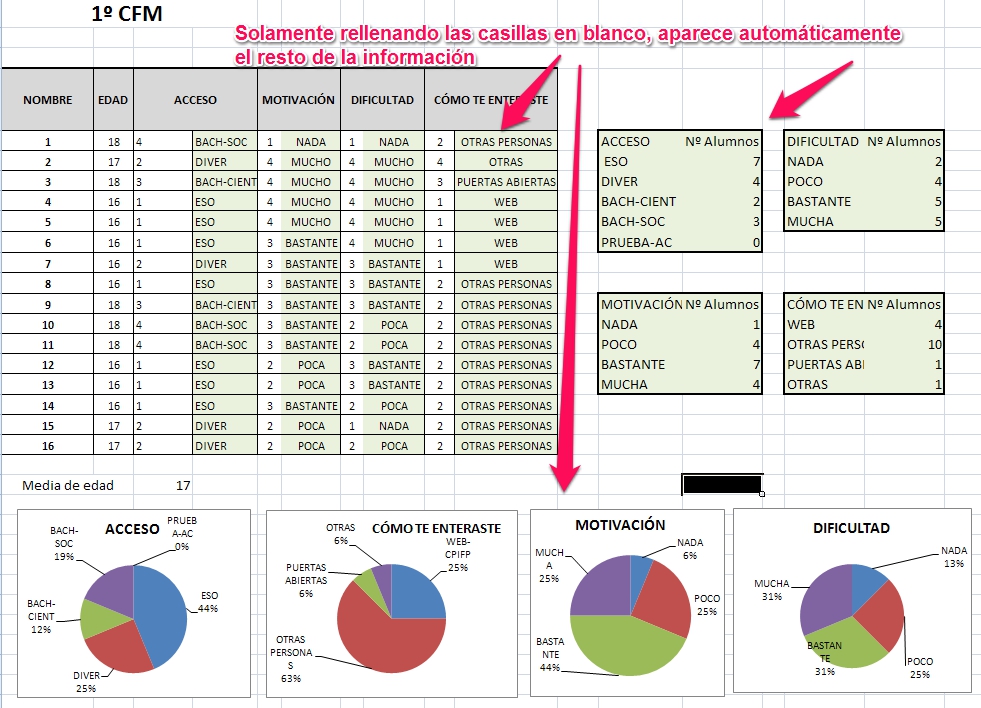 1º CFM
Solamente rellenando las casillas en blanco, aparece automáticamente
el resto de la información
NOMBRE EDAD ACCESO MOTIVACIÓN DIFICULTAD CÓMO TE ENTERASTE
1 18 4 BACH-SOC 1 NADA 1 NADA 2 OTRAS PERSONAS
2 17 2 DIVER 4 MUCHO 4 MUCHO 4 OTRAS
3 18 3 BACH-CIENT 4 MUCHO 4 MUCHO 3 PUERTAS ABIERTAS
4 16 1 ESO 4 MUCHO 4 MUCHO 1 WEB
5 16 1 ESO 4 MUCHO 4 MUCHO 1 WEB
6 16 1 ESO 3 BASTANTE 4 MUCHO 1 WEB
7 16 2 DIVER 3 BASTANTE 3 BASTANTE 1 WEB
8 16 1 ESO 3 BASTANTE 3 BASTANTE 2 OTRAS PERSONAS
9 18 3 BACH-CIENT 3 BASTANTE 3 BASTANTE 2 OTRAS PERSONAS
10 18 4 BACH-SOC 3 BASTANTE 2 POCA 2 OTRAS PERSONAS
11 18 4 BACH-SOC 3 BASTANTE 2 POCA 2 OTRAS PERSONAS
12 16 1 ESO 2 POCA 3 BASTANTE 2 OTRAS PERSONAS
13 16 1 ESO 2 POCA 3 BASTANTE 2 OTRAS PERSONAS
14 16 1 ESO 3 BASTANTE 2 POCA 2 OTRAS PERSONAS
15 17 2 DIVER 2 POCA 1 NADA 2 OTRAS PERSONAS
16 17 2 DIVER 2 POCA 2 POCA 2 OTRAS PERSONAS
ACCESO Nº Alumnos
ESO 7
DIVER 4
BACH-CIENT 2
BACH-SOC 3
PRUEBA-AC 0
DIFICULTAD Nº Alumnos
NADA 2
POCO 4
BASTANTE 5
MUCHA 5
MOTIVACIÓN Nº Alumnos
NADA 1
POCO 4
BASTANTE 7
MUCHA 4
CÓMO TE EN Nº Alumnos
WEB 4
OTRAS PERSO 10
PUERTAS ABI 1
OTRAS 1
Media de edad 17
ACCESO
PRUEB
A-AC
0%
BACH-
SOC
19%
ESO
44%
BACH-
CIENT
12%
DIVER
25%
CÓMO TE ENTERASTE
OTRAS
6%
WEB-
CPIFP
25%
PUERTAS
ABIERTAS
6%
OTRAS
PERSONA
S
63%
MOTIVACIÓN
NADA
6%
MUCH
A
25%
POCO
25%
BASTA
NTE
44%
DIFICULTAD
NADA
13%
MUCHA
31%
BASTAN
TE
31%
POCO
25%